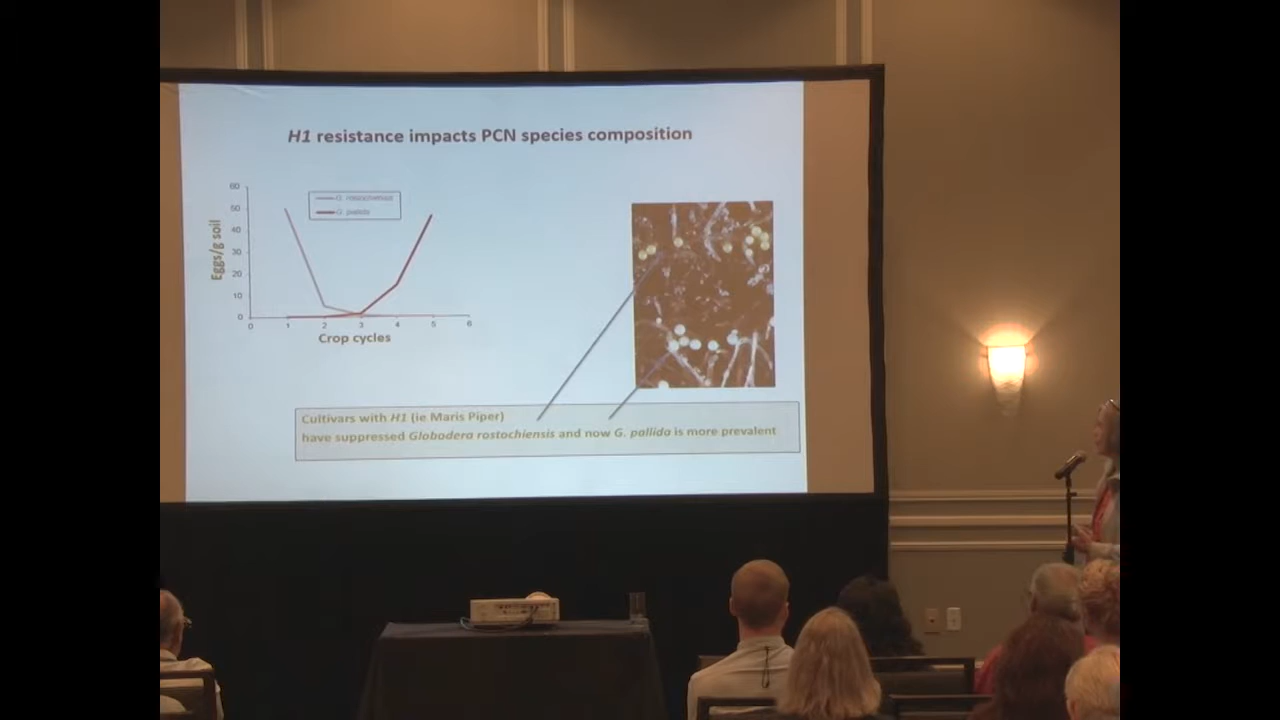 H1 resistance impacts PCN species composition
60
50
40
30
20
10
0
Eggs/g soil
G. rostochiensis
G. pallida
0 1 2 3 4 5 6
Crop cycles
Cultivars with H1 (ie Maris Piper)
have suppressed Globodera rostochiensis and now G. pallida is more prevalent